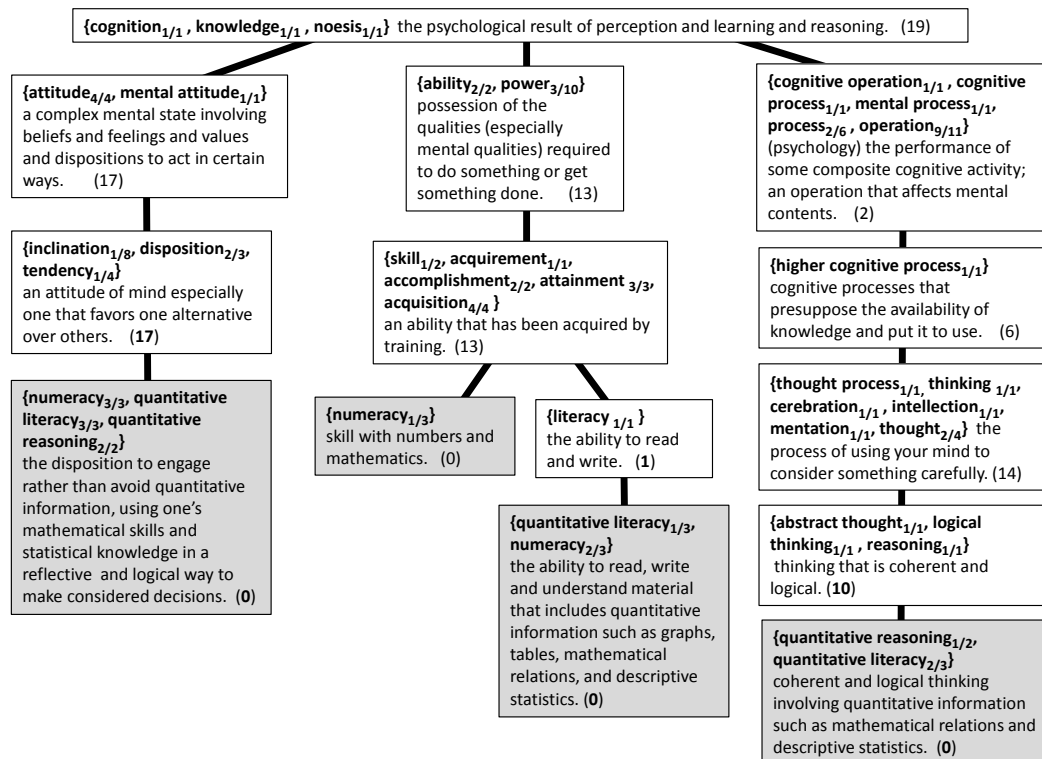 {cognition1/1 , knowledge1/1 , noesis1/1} the psychological result of perception and learning and reasoning. (19)
{attitude4/4, mental attitude1/1}
a complex mental state involving
beliefs and feelings and values
and dispositions to act in certain
ways. (17)
{inclination1/8, disposition2/3,
tendency1/4}
an attitude of mind especially
one that favors one alternative
over others. (17)
{numeracy3/3, quantitative
literacy3/3, quantitative
reasoning2/2}
the disposition to engage
rather than avoid quantitative
information, using one's
mathematical skills and
statistical knowledge in a
reflective and logical way to
make considered decisions. (0)
{ability2/2, power3/10}
possession of the
qualities (especially
mental qualities) required
to do something or get
something done. (13)
{skill1/2, acquirement1/1,
accomplishment2/2, attainment 3/3,
acquisition4/4 }
an ability that has been acquired by
training. (13)
{numeracy1/3}
skill with numbers and
mathematics. (0)
{literacy 1/1 }
the ability to read
and write. (1)
{quantitative literacy1/3,
numeracy2/3}
the ability to read, write
and understand material
that includes quantitative
information such as graphs,
tables, mathematical
relations, and descriptive
statistics. (0)
{cognitive operation1/1 , cognitive
process1/1, mental process1/1,
process2/6 , operation9/11}
(psychology) the performance of
some composite cognitive activity;
an operation that affects mental
contents. (2)
{higher cognitive process1/1}
cognitive processes that
presuppose the availability of
knowledge and put it to use. (6)
{thought process1/1, thinking 1/1,
cerebration1/1 , intellection1/1,
mentation1/1, thought2/4} the
process of using your mind to
consider something carefully. (14)
{abstract thought1/1, logical
thinking1/1 , reasoning1/1}
thinking that is coherent and
logical. (10)
{quantitative reasoning1/2,
quantitative literacy2/3}
coherent and logical thinking
involving quantitative information
such as mathematical relations and
descriptive statistics. (0)